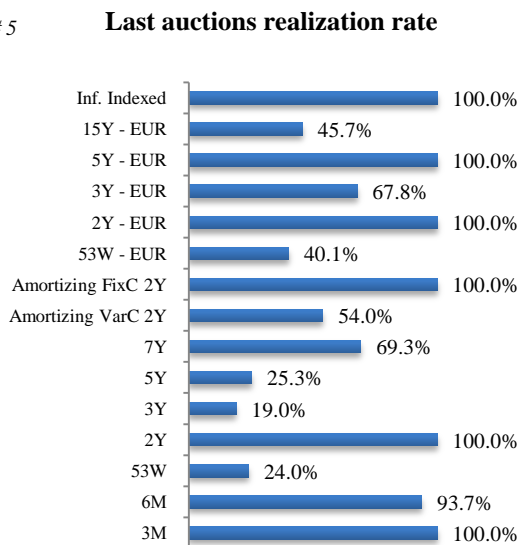 5
Last auctions realization rate
Inf. Indexed 100.0%
15Y - EUR 45.7%
5Y - EUR 100.0%
3Y - EUR 67.8%
2Y - EUR 100.0%
53W - EUR 40.1%
Amortizing FixC 2Y 100.0%
Amortizing VarC 2Y 54.0%
7Y 69.3%
5Y 25.3%
3Y 19.0%
2Y 100.0%
53W 24.0%
6M 93.7%
3M 100.0%